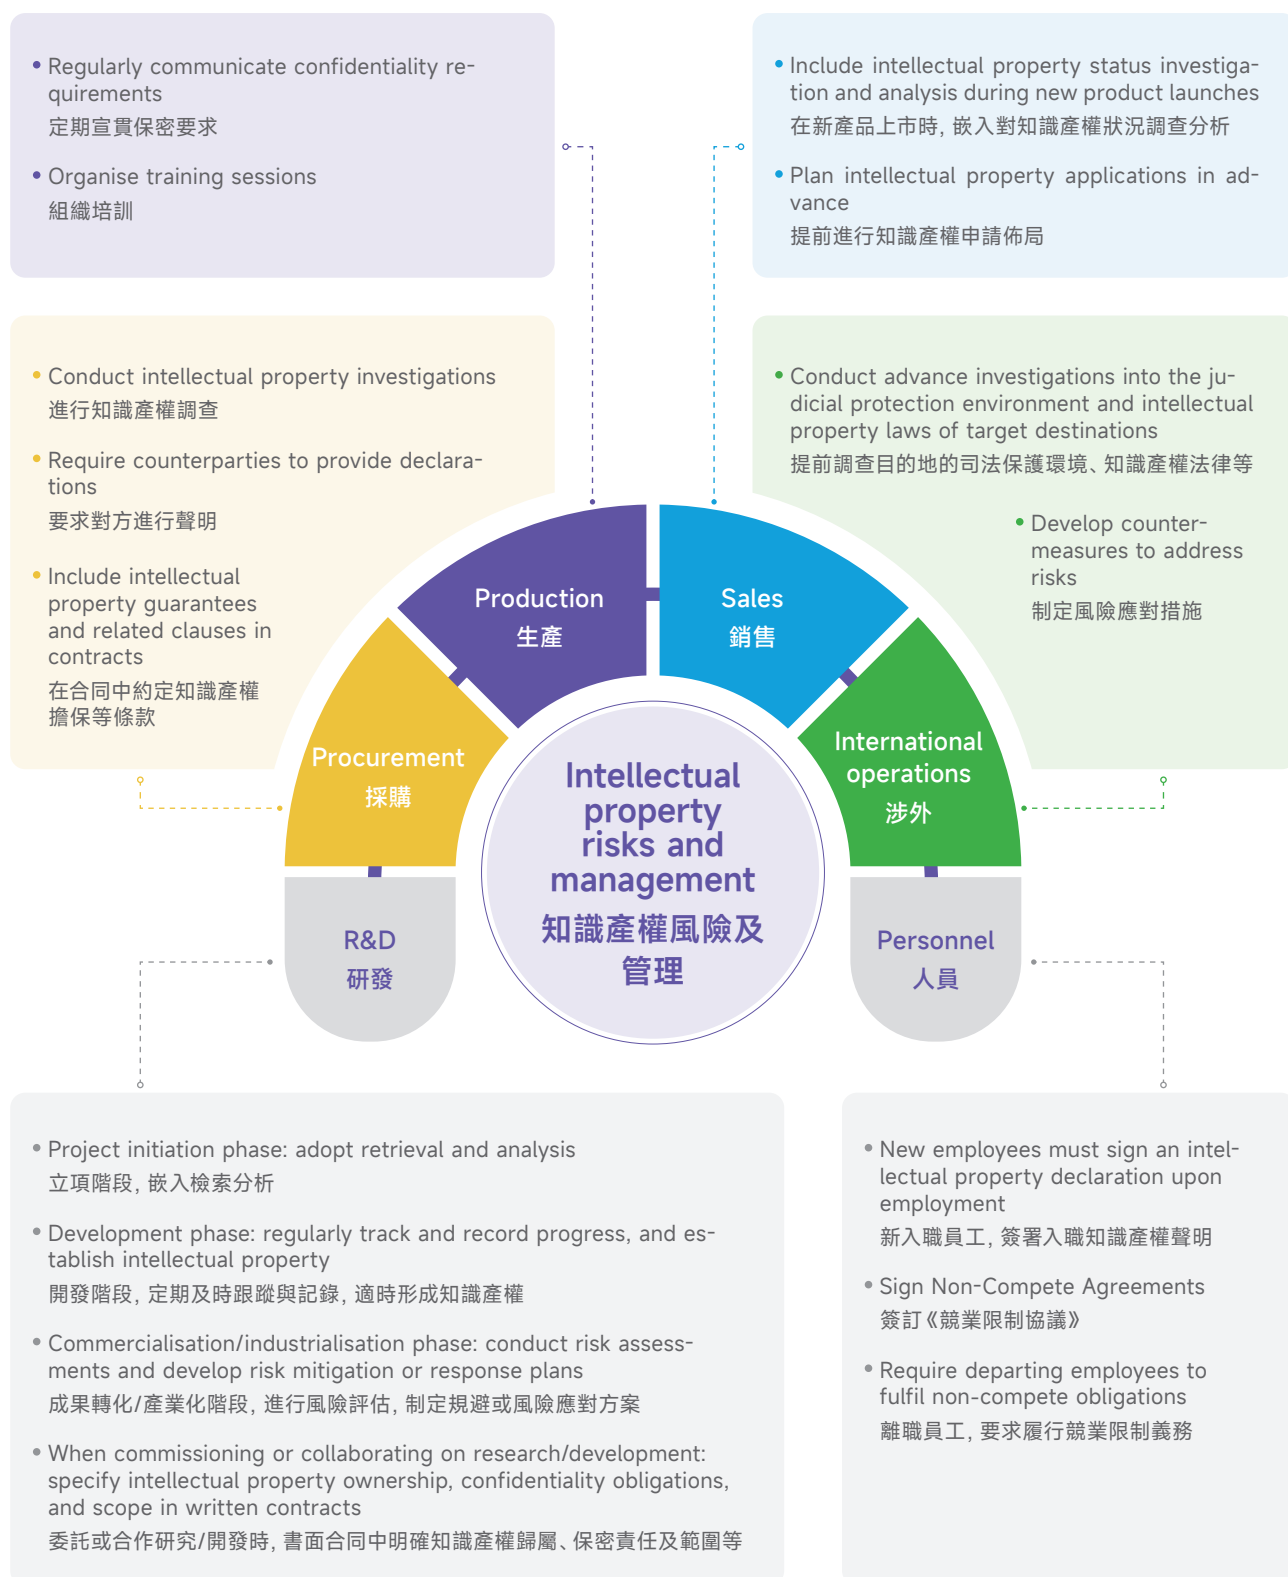 Regularly communicate confidentiality re-
quirements
定期宣貫保密要求
Organise training sessions
組織培訓
Include intellectual property status investiga-
tion and analysis during new product launches
在新產品上市時, 嵌入對知識產權狀況調查分析
Plan intellectual property applications in ad-
vance
提前進行知識產權申請佈局
Conduct intellectual property investigations
進行知識產權調查
Require counterparties to provide declara-
tions
要求對方進行聲明
Include intellectual
property guarantees
and related clauses in
contracts
在合同中約定知識產權
擔保等條款
Conduct advance investigations into the ju-
dicial protection environment and intellectual
property laws of target destinations
提前調查目的地的司法保護環境、知識產權法律等
Develop counter-
measures to address
risks
制定風險應對措施
Production
生產
Sales
銷售
Procurement
採購
International
operations
涉外
Intellectual
property
risks and
management
知識產權風險及
管理
R&D
研發
Personnel
人員
Project initiation phase: adopt retrieval and analysis
立項階段, 嵌入檢索分析
Development phase: regularly track and record progress, and es-
tablish intellectual property
開發階段, 定期及時跟蹤與記錄, 適時形成知識產權
Commercialisation/industrialisation phase: conduct risk assess-
ments and develop risk mitigation or response plans
成果轉化/產業化階段, 進行風險評估, 制定規避或風險應對方案
When commissioning or collaborating on research/development:
specify intellectual property ownership, confidentiality obligations,
and scope in written contracts
委託或合作研究/開發時, 書面合同中明確知識產權歸屬、保密責任及範圍等
New employees must sign an intel-
lectual property declaration upon
employment
新入職員工, 簽署入職知識產權聲明
Sign Non-Compete Agreements
簽訂《競業限制協議》
Require departing employees to
fulfil non-compete obligations
離職員工, 要求履行競業限制義務